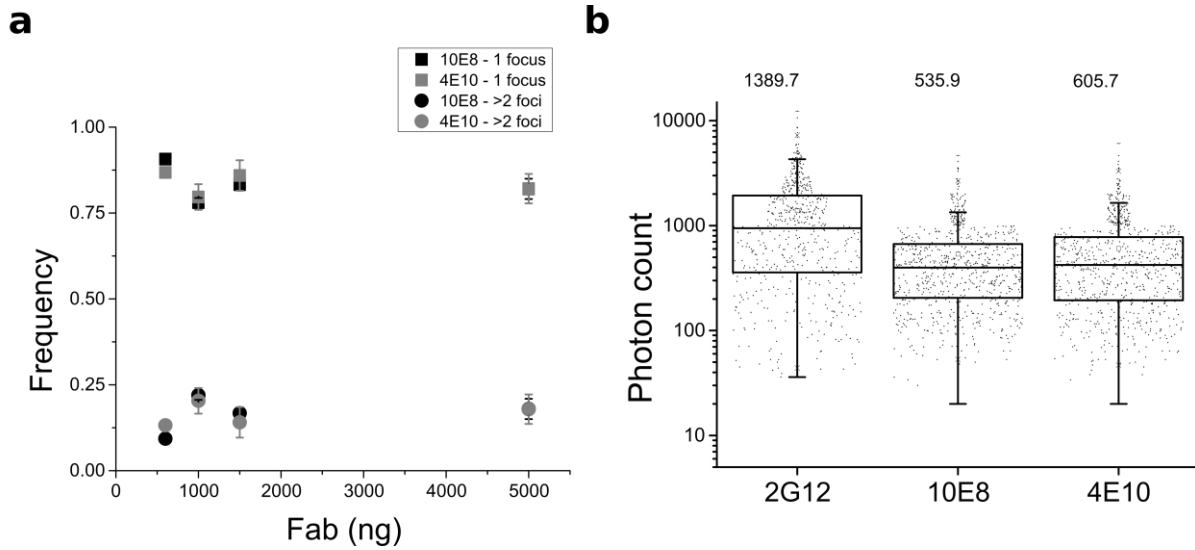 a
10E8 - 1 focus
4E10 - 1 focus
10E8 - >2 foci
4E10 - >2 foci
1.00
0.75
0.50
0.25
0.00
Frequency
0 1000 2000 3000 4000 5000
Fab (ng)
b
1389.7 535.9 605.7
10000
1000
100
10
Photon count
2G12 10E8 4E10